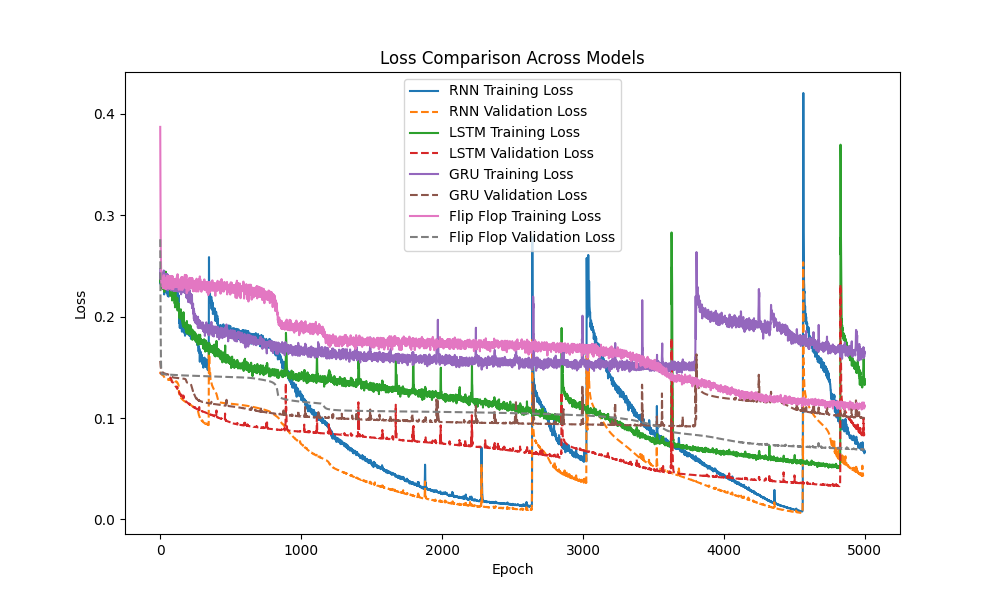 Loss Comparison Across Models
RNN Training Loss
RNN Validation Loss
LSTM Training Loss
LSTM Validation Loss
GRU Training Loss
GRU Validation Loss
Flip Flop Training Loss
Flip Flop Validation Loss
Loss
0.4
0.3
0.2
0.1
0.0
0 1000 2000 3000 4000 5000
Epoch